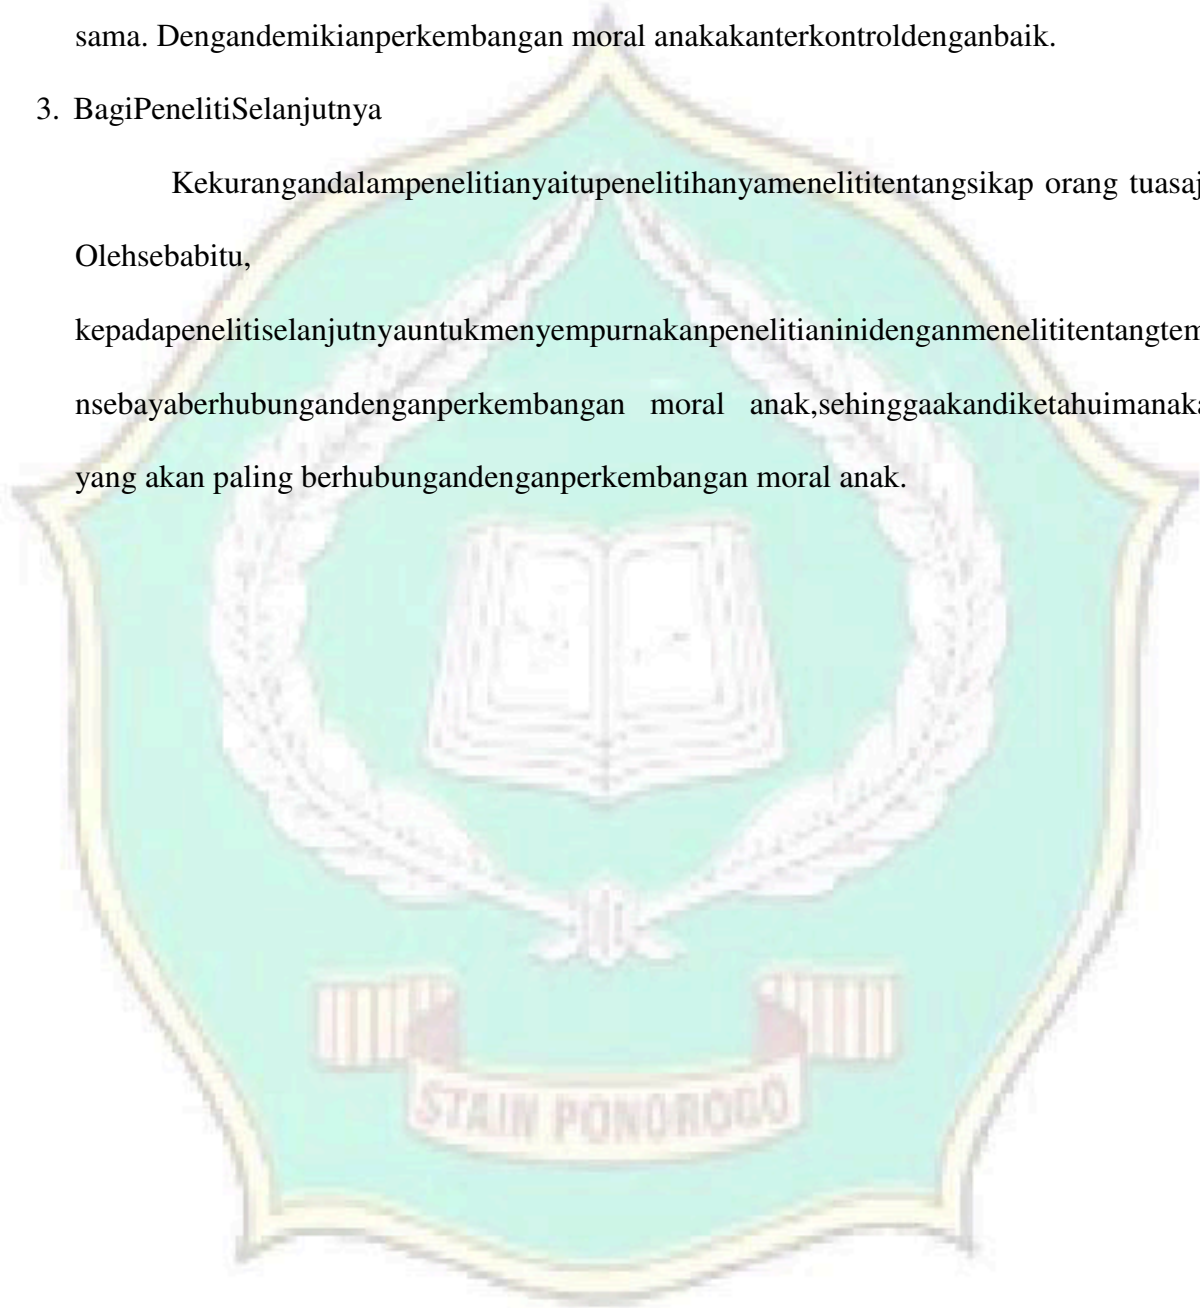 sama. Dengandemikianperkembangan moral anakakanterkontroldenganbaik.
3. BagiPenelitiSelanjutnya
Kekurangandalampenelitianyaitupenelitihanyamenelititentangsikap orang tuasaj
Olehsebabitu,
kepadapenelitiselanjutnyauntukmenyempurnakanpenelitianinidenganmenelititentangtem
nsebayaberhubungandenganperkembangan moral anak,sehinggaakandiketahuimanaka
yang akan paling berhubungandenganperkembangan moral anak.
STAIN PONOROGO